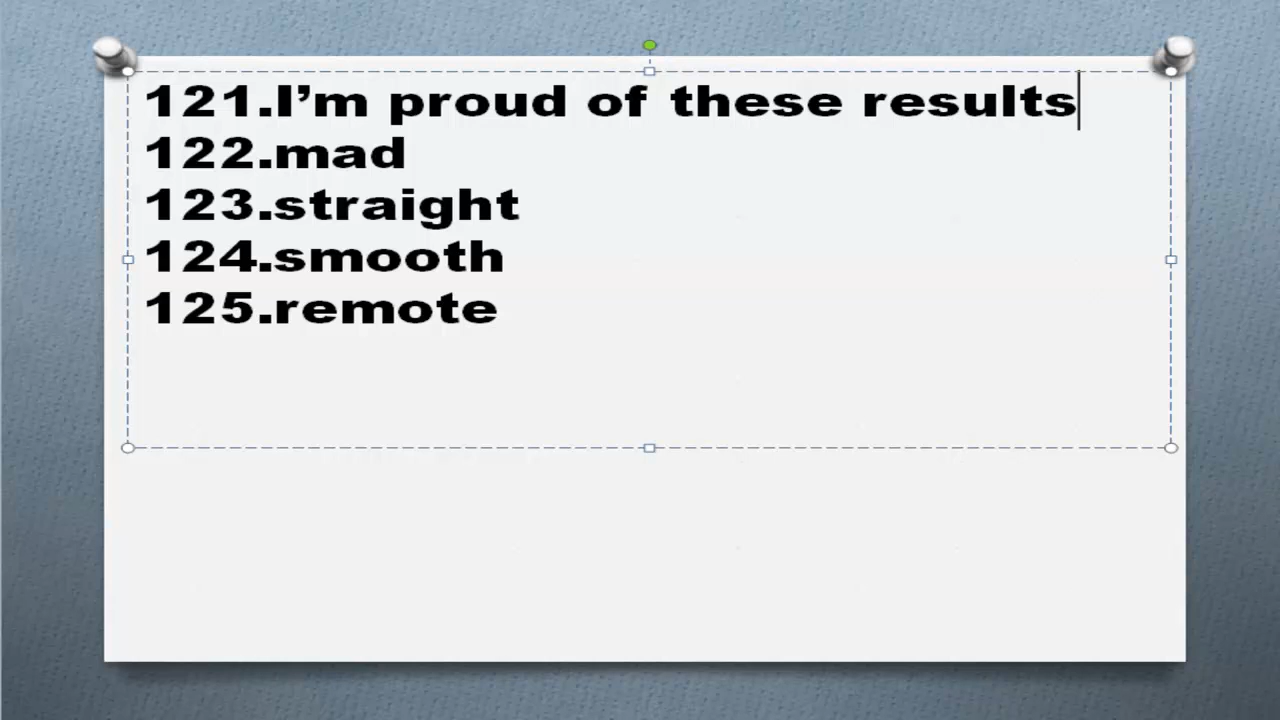 121.I’m proud of these results
122.mad
123.straight
124.smooth
125.remote